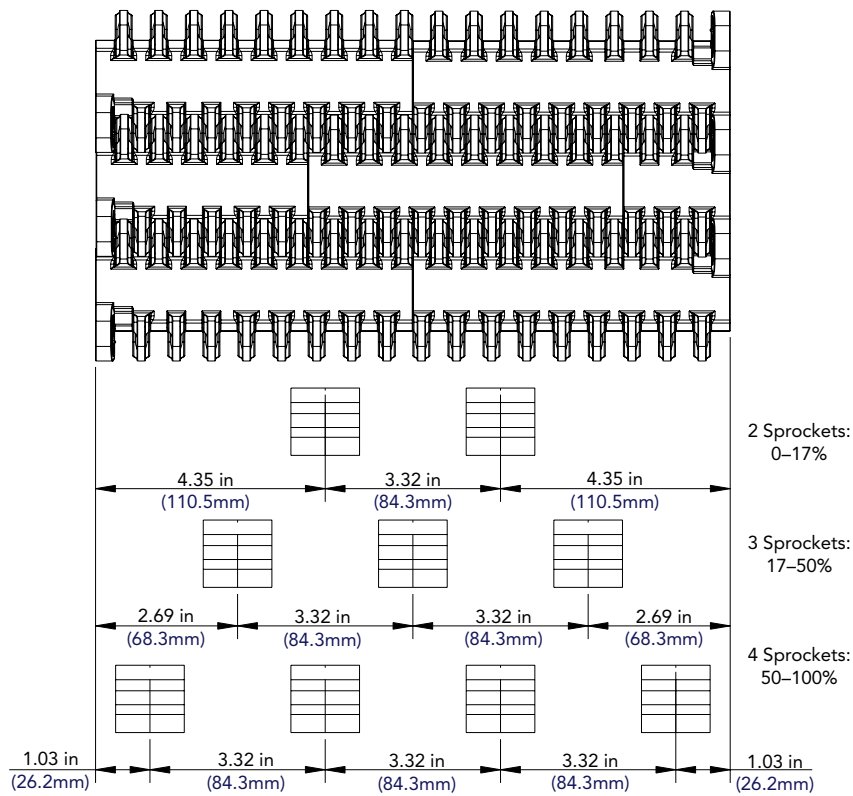 2 Sprockets:
0–17%
4.35 in
3.32 in
4.35 in
(110.5mm)
(84.3mm)
(110.5mm)
3 Sprockets:
17–50%
2.69 in
3.32 in
3.32 in
2.69 in
(68.3mm)
(84.3mm)
(84.3mm)
(68.3mm)
4 Sprockets:
50–100%
1.03 in
3.32 in
3.32 in
3.32 in
1.03 in
(26.2mm)
(84.3mm)
(84.3mm)
(84.3mm)
(26.2mm)